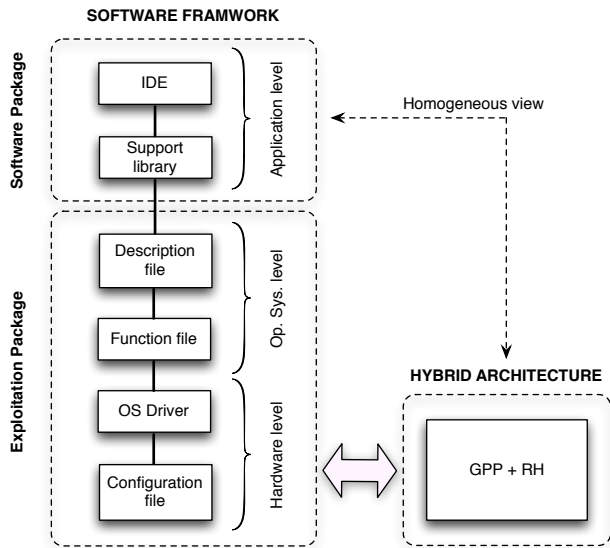 SOFTWARE FRAMWORK
Software Package
IDE
Support
library
Application level
Homogeneous view
Exploitation Package
Description
file
Function file
Op. Sys. level
OS Driver
Configuration
file
Hardware level
HYBRID ARCHITECTURE
GPP + RH